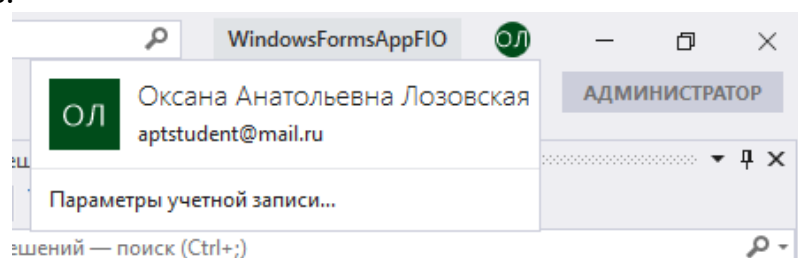 WindowsFormsAppFIO ОЛ
АДМИНИСТРАТОР
ОЛ
Оксана Анатольевна Лозовская
aptstudent@mail.ru
Параметры учетной записи...
ешений — поиск (Ctrl+;)